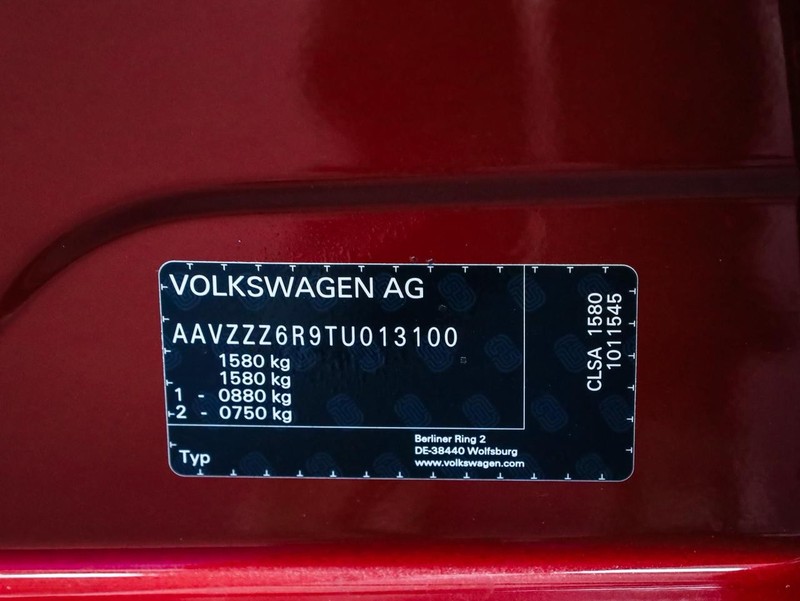 VOLKSWAGEN AG
AAVZZZ6R9TU013100
1580 kg
1580 kg
1 - 0880 kg
2 - 0750 kg
Typ
Berliner Ring 2
DE-38440 Wolfsburg
www.volkswagen.com
CLSA 1580
1011545